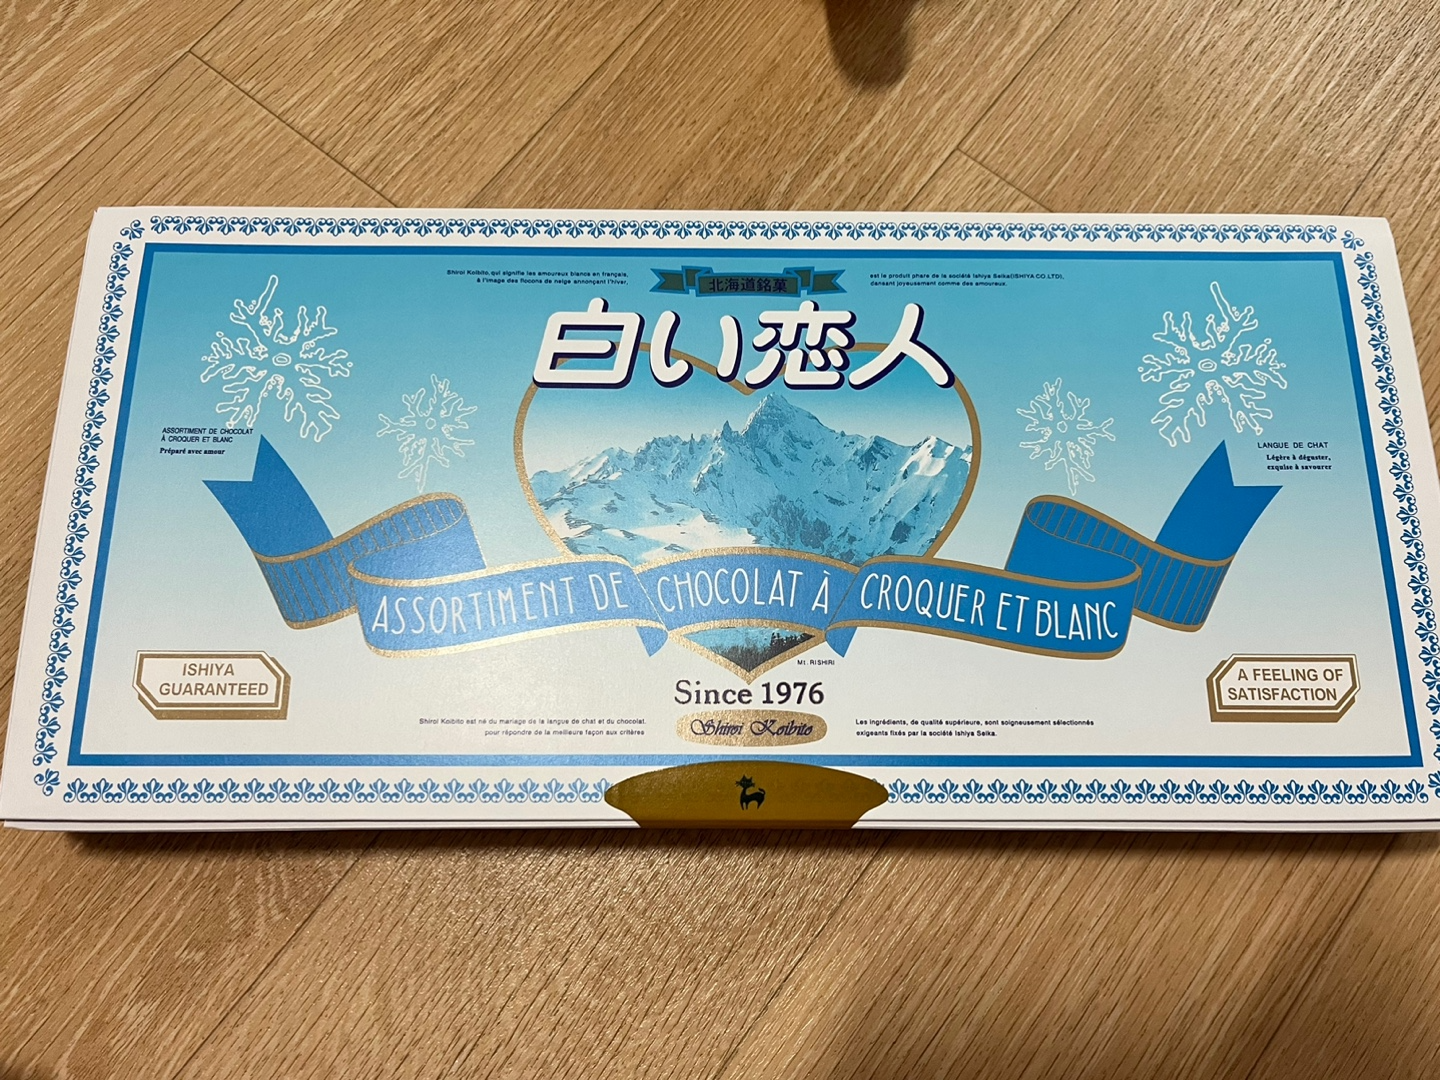 Shiroi Koibito, qui signifie les amoureux blancs en français,
à l'image des flocons de neige annonçant l'hiver,
北海道銘菓
est le produit phare de la société Ishiya Seika(ISHIYA CO.LTD),
dansant joyeusement comme des amoureux.
白い恋人
ASSORTIMENT DE CHOCOLAT
À CROQUER ET BLANC
Préparé avec amour
LANGUE DE CHAT
Légère à déguster,
exquise à savourer
ASSORTIMENT DE CHOCOLAT À CROQUER ET BLANC
Mt. RISHIRI
ISHIYA
GUARANTEED
A FEELING OF
SATISFACTION
Since 1976
Shiroi Koibito
Shiroi Koibito est né du mariage de la langue de chat et du chocolat.
pour répondre de la meilleure façon aux critères
Les ingrédients, de qualité supérieure, sont soigneusement sélectionnés
exigeants fixés par la société Ishiya Seika.